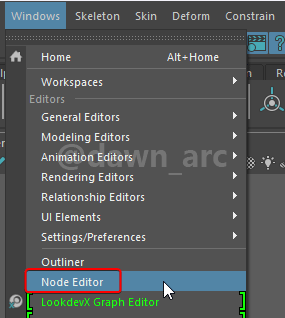 Windows Skeleton Skin Deform Constrain
Home Alt+Home
Workspaces
Editors
General Editors
Modeling Editors
Animation Editors
@dawn_arc
Rendering Editors
Relationship Editors
UI Elements
Settings/Preferences
Outliner
Node Editor
LookdevX Graph Editor